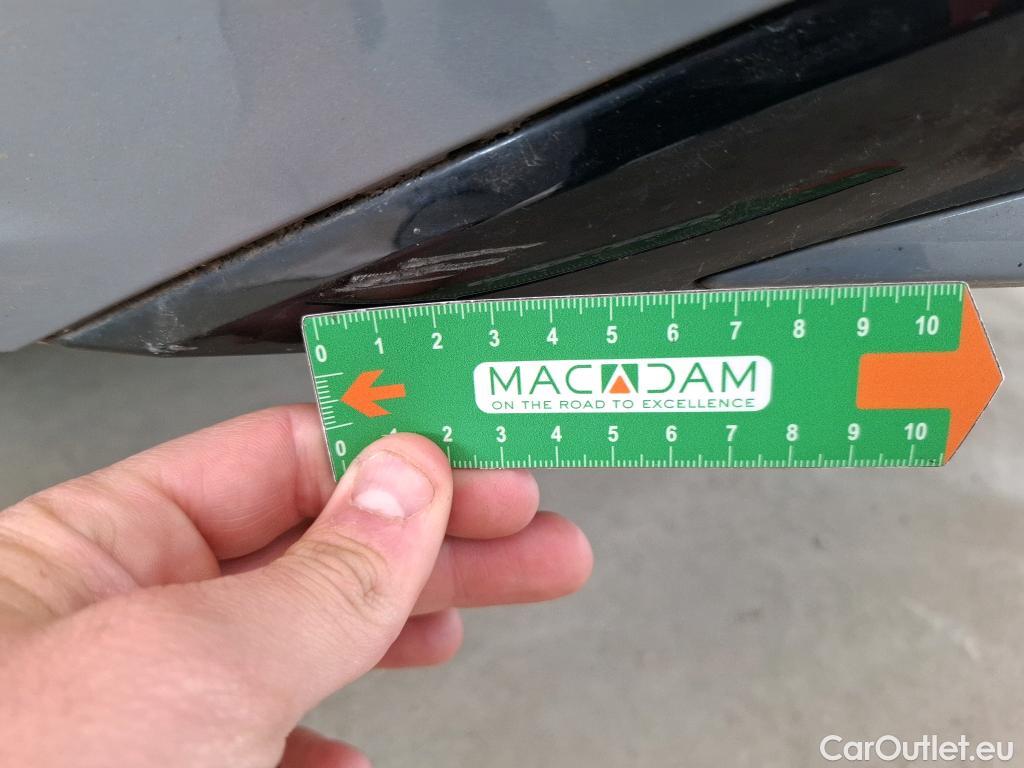 0 1 2 3 4 5 6 7 8 9 10
MACADAM
ON THE ROAD TO EXCELLENCE
0 1 2 3 4 5 6 7 8 9 10
CarOutlet.eu